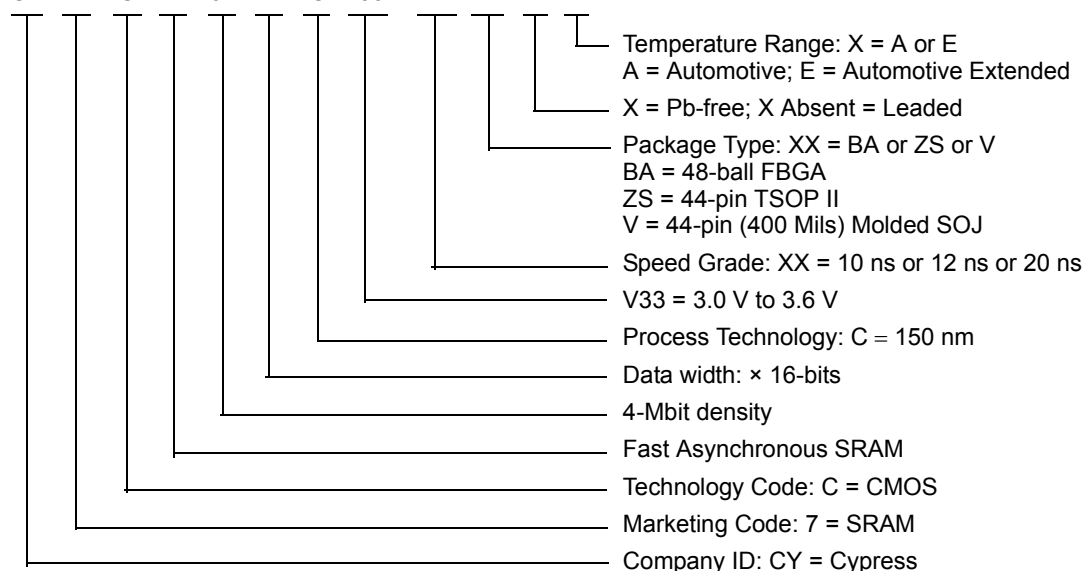 Temperature Range: X = A or E
A = Automotive; E = Automotive Extended
X = Pb-free; X Absent = Leaded
Package Type: XX = BA or ZS or V
BA = 48-ball FBGA
ZS = 44-pin TSOP II
V = 44-pin (400 Mils) Molded SOJ
Speed Grade: XX = 10 ns or 12 ns or 20 ns
V33 = 3.0 V to 3.6 V
Process Technology: C = 150 nm
Data width: × 16-bits
4-Mbit density
Fast Asynchronous SRAM
Technology Code: C = CMOS
Marketing Code: 7 = SRAM
Company ID: CY = Cypress